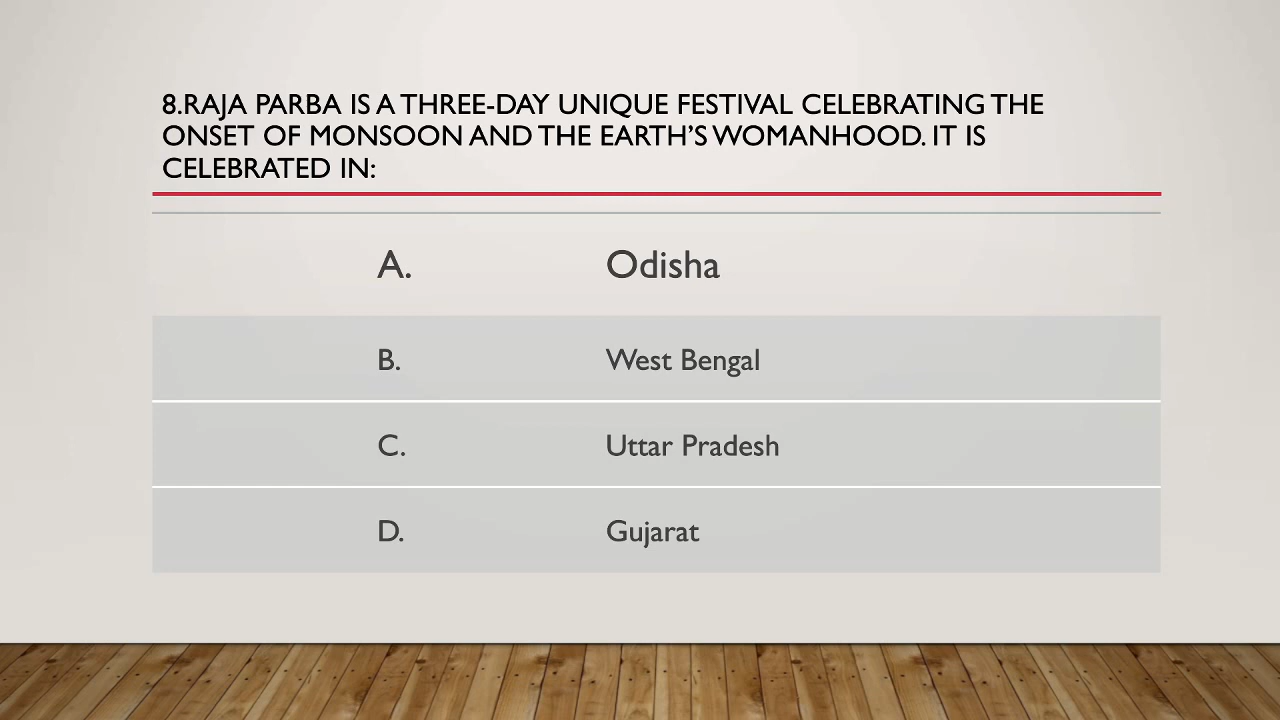 8.RAJA PARBA IS A THREE-DAY UNIQUE FESTIVAL CELEBRATING THE
ONSET OF MONSOON AND THE EARTH’S WOMANHOOD. IT IS
CELEBRATED IN:
A. Odisha
B. West Bengal
C. Uttar Pradesh
D. Gujarat